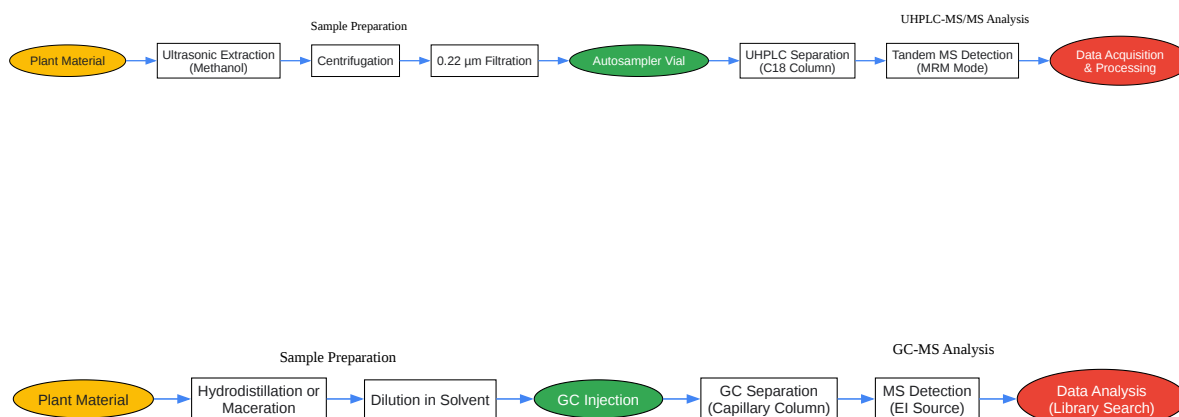 Sample Preparation
UHPLC-MS/MS Analysis
Plant Material
Ultrasonic Extraction
(Methanol)
Centrifugation
0.22 µm Filtration
Autosampler Vial
UHPLC Separation
(C18 Column)
Tandem MS Detection
(MRM Mode)
Data Acquisition
& Processing
Sample Preparation
GC-MS Analysis
Plant Material
Hydrodistillation or
Maceration
Dilution in Solvent
GC Injection
GC Separation
(Capillary Column)
MS Detection
(EI Source)
Data Analysis
(Library Search)